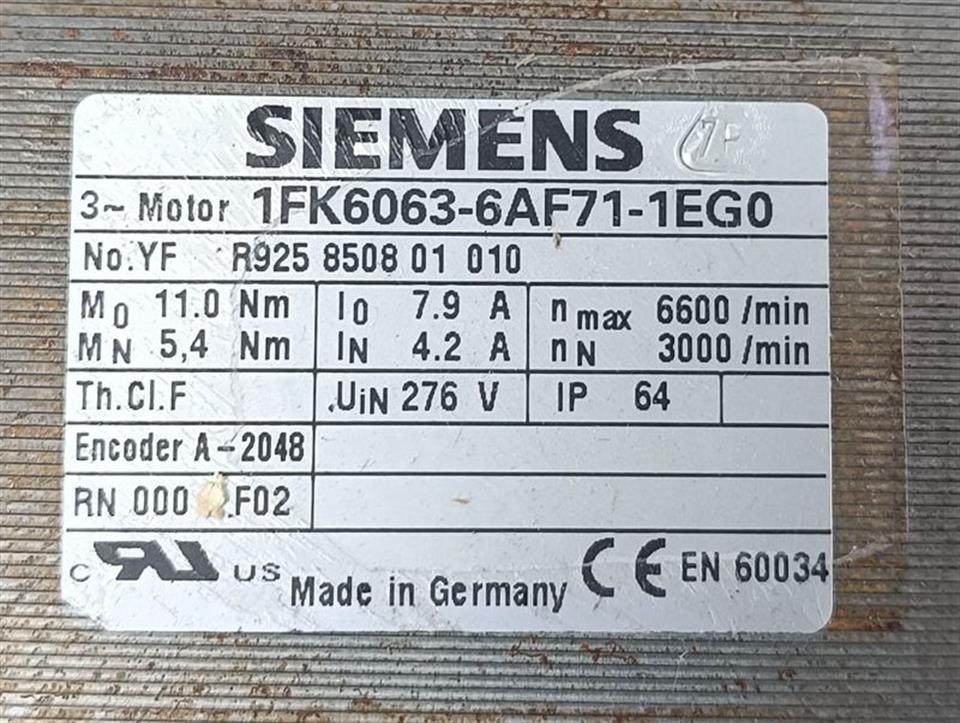 SIEMENS
3~ Motor 1FK6063-6AF71-1EG0
No.YF R925 8508 01 010
M0 11.0 Nm I0 7.9 A nmax 6600 /min
MN 5,4 Nm IN 4.2 A nN 3000 /min
Th.Cl.F .UiN 276 V IP 64
Encoder A-2048
RN 000 F02
c US Made in Germany CE EN 60034